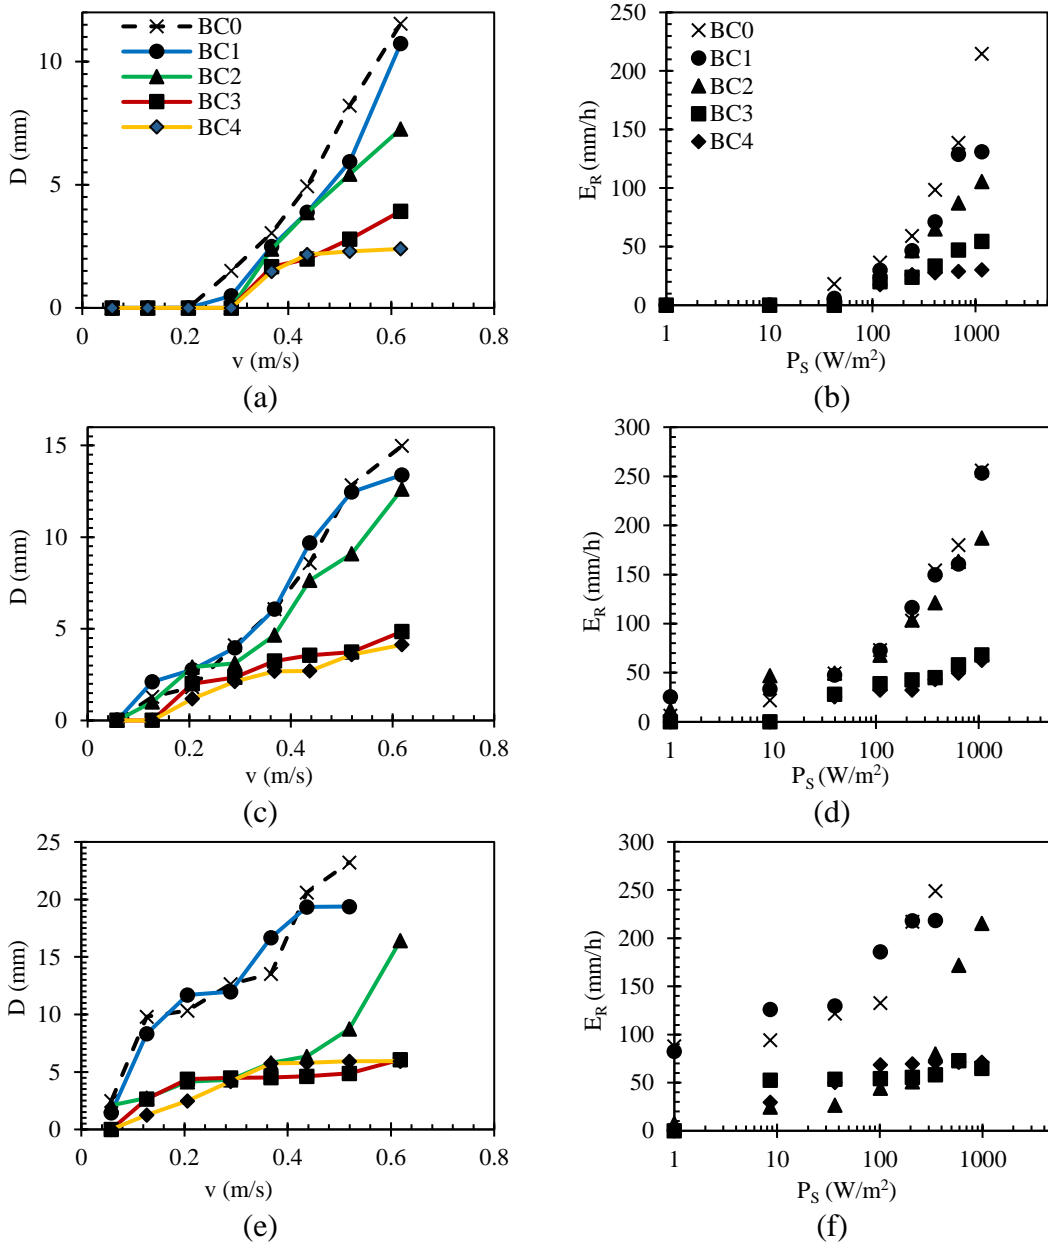 BC0
BC1
BC2
BC3
BC4
10
5
0
D (mm)
0 0.2 0.4 0.6 0.8
v (m/s)
(a)
BC0
BC1
BC2
BC3
BC4
250
200
150
100
50
0
E_R (mm/h)
1 10 100 1000
P_S (W/m²)
(b)
15
10
5
0
D (mm)
0 0.2 0.4 0.6 0.8
v (m/s)
(c)
300
250
200
150
100
50
0
E_R (mm/h)
1 10 100 1000
P_S (W/m²)
(d)
25
20
15
10
5
0
D (mm)
0 0.2 0.4 0.6 0.8
v (m/s)
(e)
300
250
200
150
100
50
0
E_R (mm/h)
1 10 100 1000
P_S (W/m²)
(f)